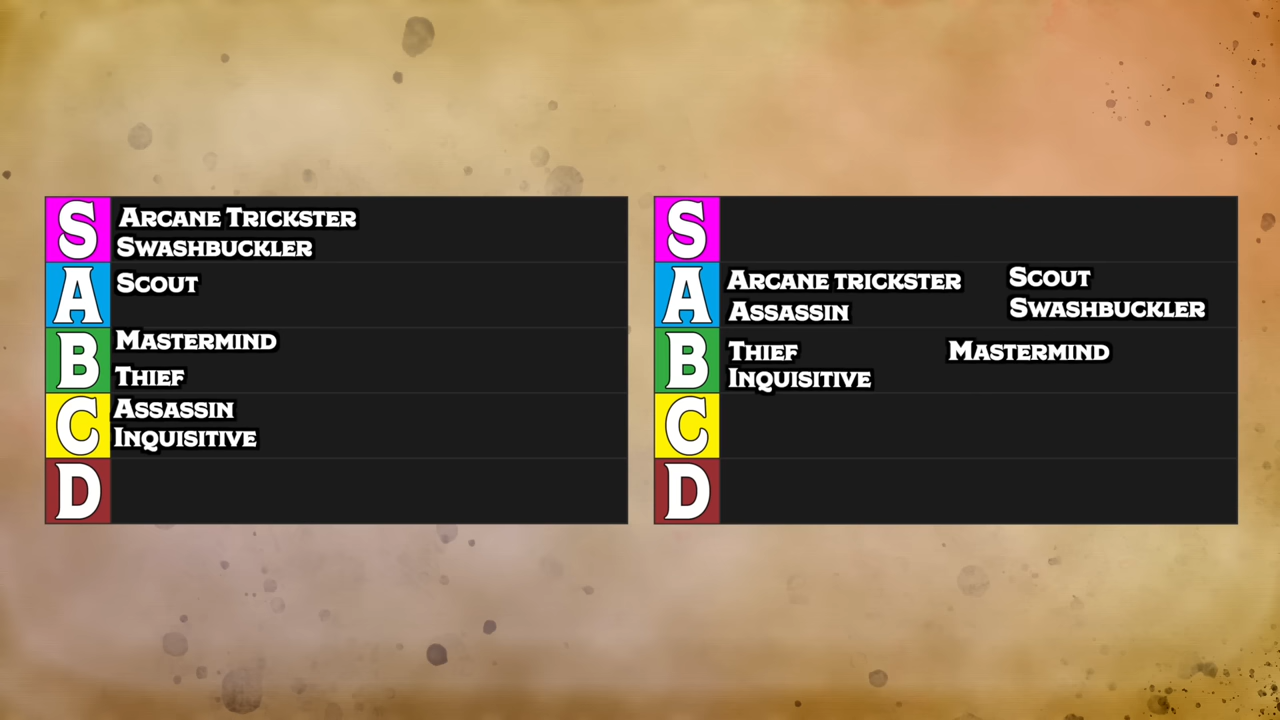 S
Arcane Trickster
Swashbuckler
A
Scout
B
Mastermind
Thief
C
Assassin
Inquisitive
D
S
A
Arcane trickster
Scout
Assassin
Swashbuckler
B
Thief
Mastermind
Inquisitive
C
D